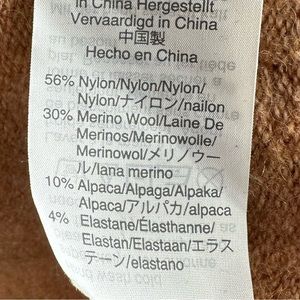 in China Hergestellt
Vervaardigd in China
中国製
Hecho en China
56% Nylon/Nylon/Nylon/
Nylon/ナイロン/nailon
30% Merino Wool/Laine De
Merinos/Merinowolle/
Merinowol/メリノウー
ル/lana merino
10% Alpaca/Alpaga/Alpaka/
Alpaca/アルパカ/alpaca
4% Elastane/Élasthanne/
Elastan/Elastaan/エラス
テーン/elastano